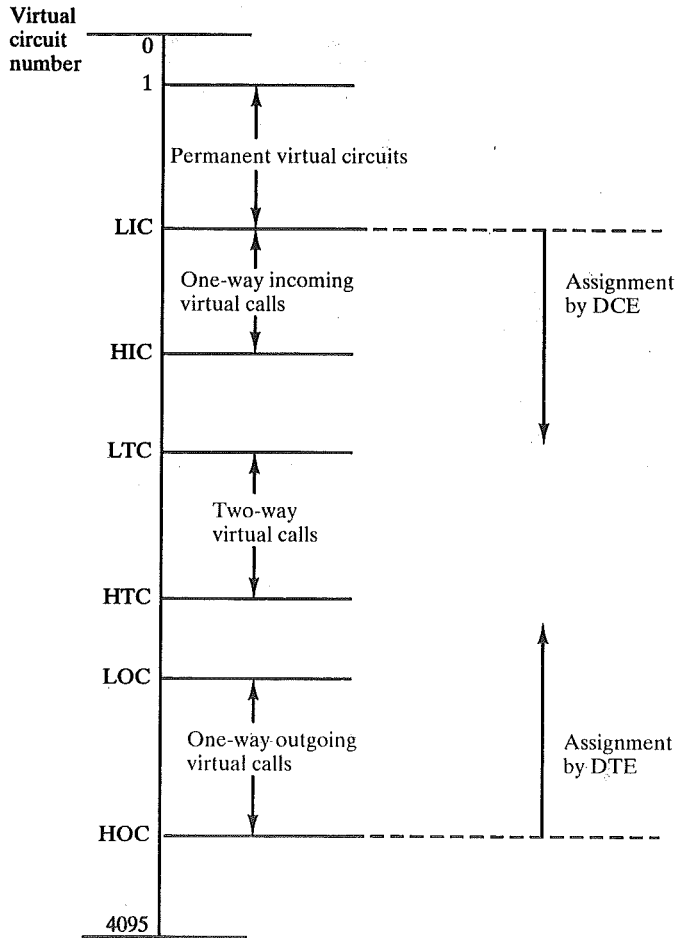 Virtual
circuit
number
0
1
Permanent virtual circuits
LIC
One-way incoming
virtual calls
Assignment
by DCE
HIC
LTC
Two-way
virtual calls
HTC
LOC
One-way outgoing
virtual calls
Assignment
by DTE
HOC
4095